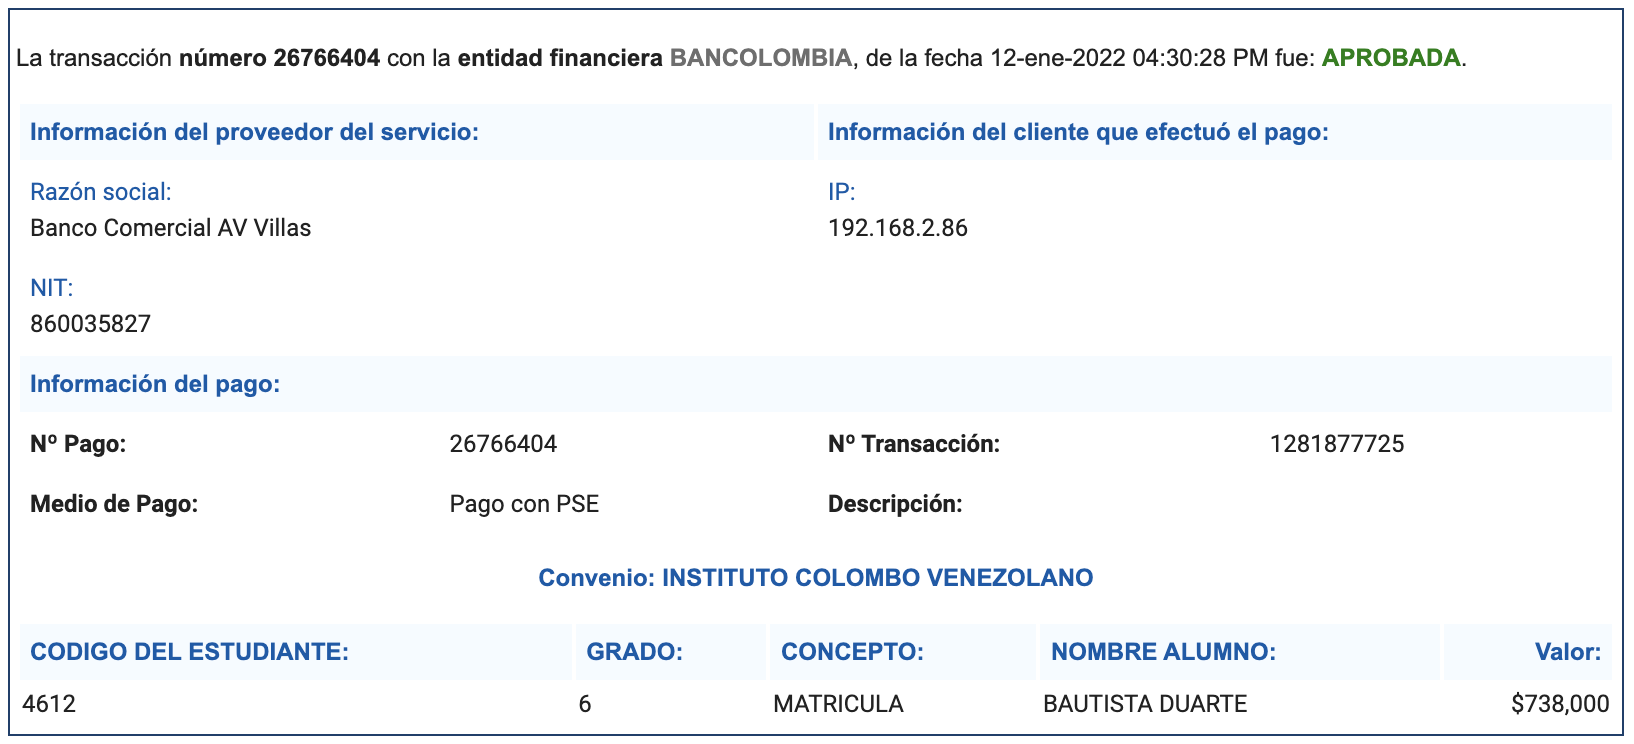 La transacción número 26766404 con la entidad financiera BANCOLOMBIA, de la fecha 12-ene-2022 04:30:28 PM fue: APROBADA.
Información del proveedor del servicio:
Información del cliente que efectuó el pago:
Razón social:
Banco Comercial AV Villas
IP:
192.168.2.86
NIT:
860035827
Información del pago:
Nº Pago: 26766404 Nº Transacción: 1281877725
Medio de Pago: Pago con PSE Descripción:
Convenio: INSTITUTO COLOMBO VENEZOLANO
CODIGO DEL ESTUDIANTE: GRADO: CONCEPTO: NOMBRE ALUMNO: Valor:
4612 6 MATRICULA BAUTISTA DUARTE $738,000